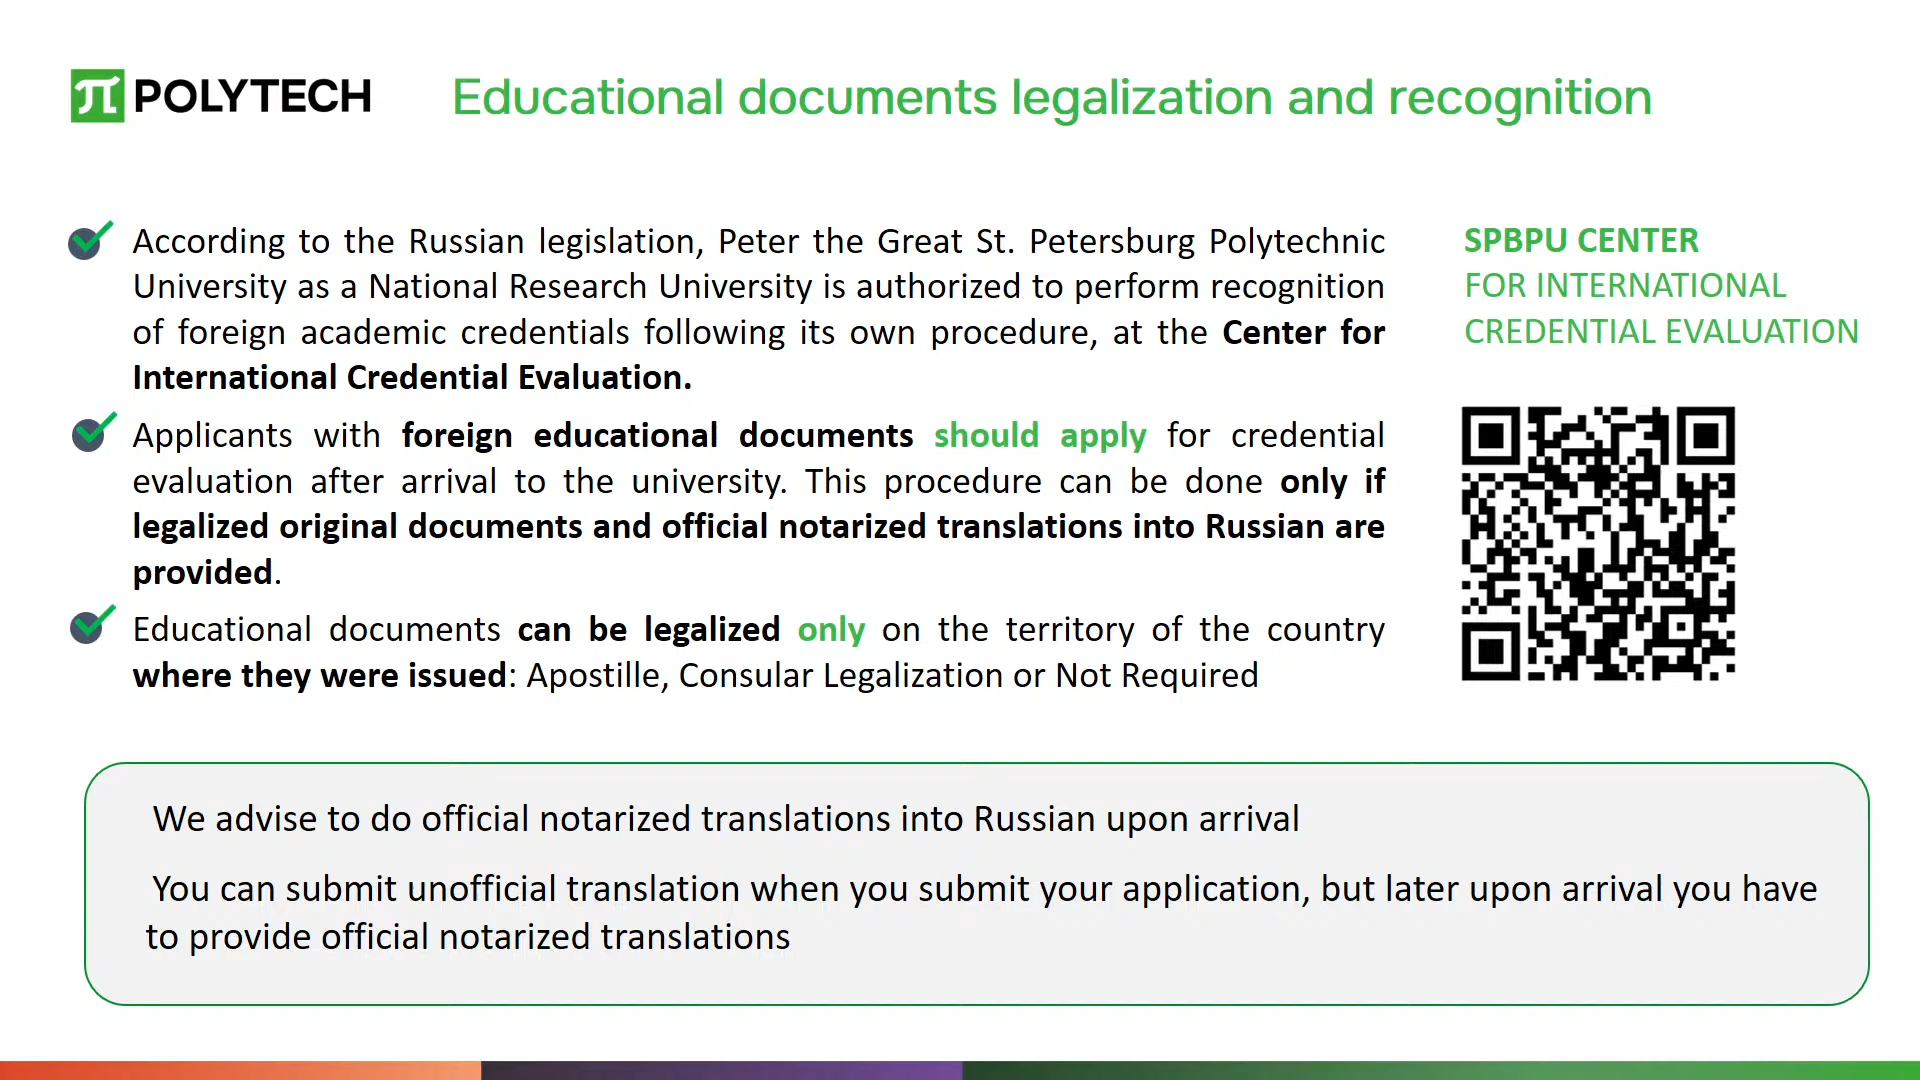 POLYTECH
Educational documents legalization and recognition
According to the Russian legislation, Peter the Great St. Petersburg Polytechnic
University as a National Research University is authorized to perform recognition
of foreign academic credentials following its own procedure, at the Center for
International Credential Evaluation.
Applicants with foreign educational documents should apply for credential
evaluation after arrival to the university. This procedure can be done only if
legalized original documents and official notarized translations into Russian are
provided.
Educational documents can be legalized only on the territory of the country
where they were issued: Apostille, Consular Legalization or Not Required
SPBPU CENTER
FOR INTERNATIONAL
CREDENTIAL EVALUATION
We advise to do official notarized translations into Russian upon arrival
You can submit unofficial translation when you submit your application, but later upon arrival you have
to provide official notarized translations